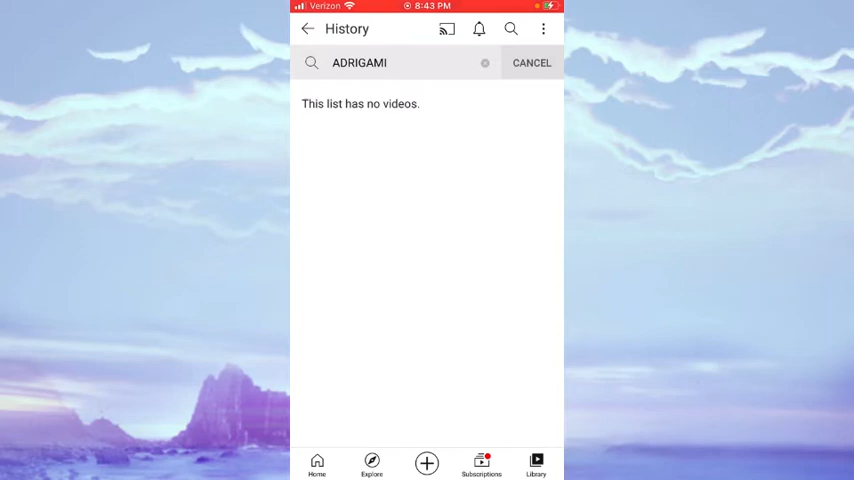 Verizon 8:43 PM
History
ADRIGAMI CANCEL
This list has no videos.
Home Explore Subscriptions Library